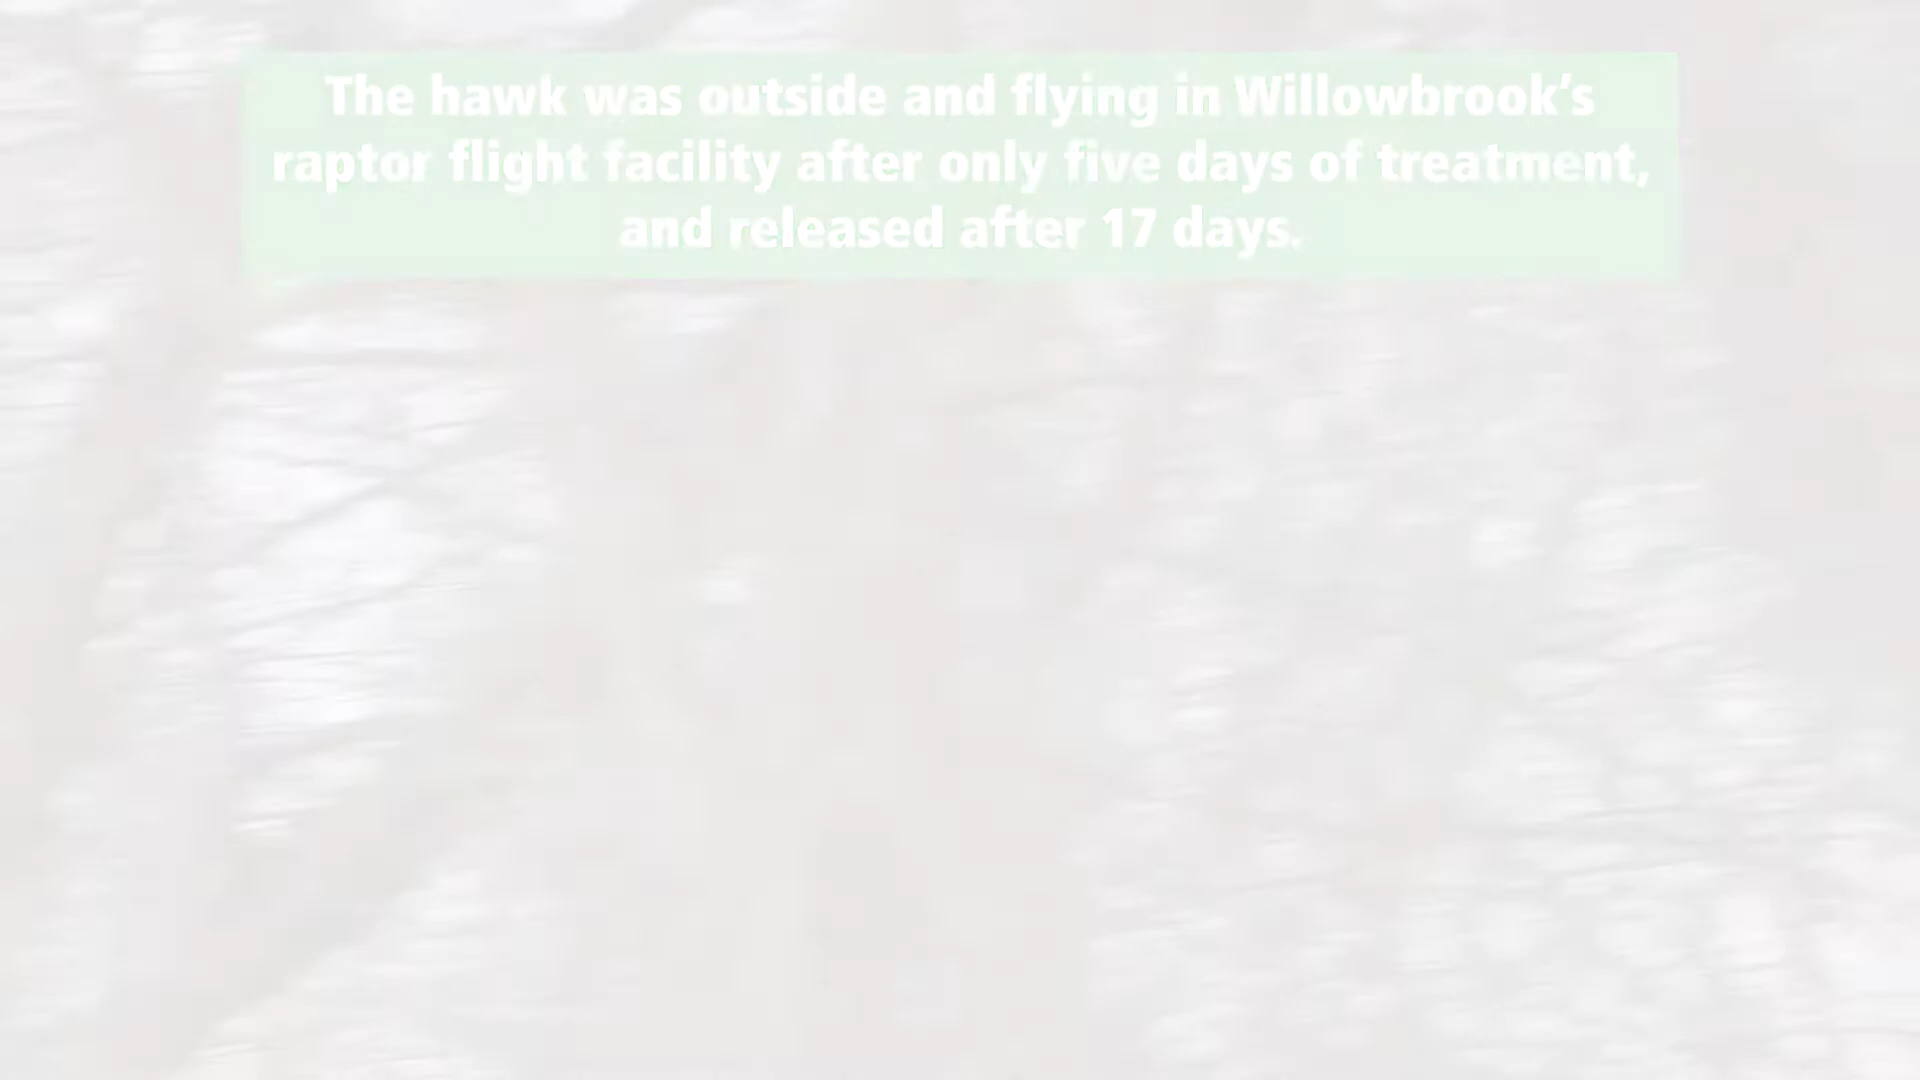 The hawk was outside and flying in Willowbrook’s
raptor flight facility after only five days of treatment,
and released after 17 days.